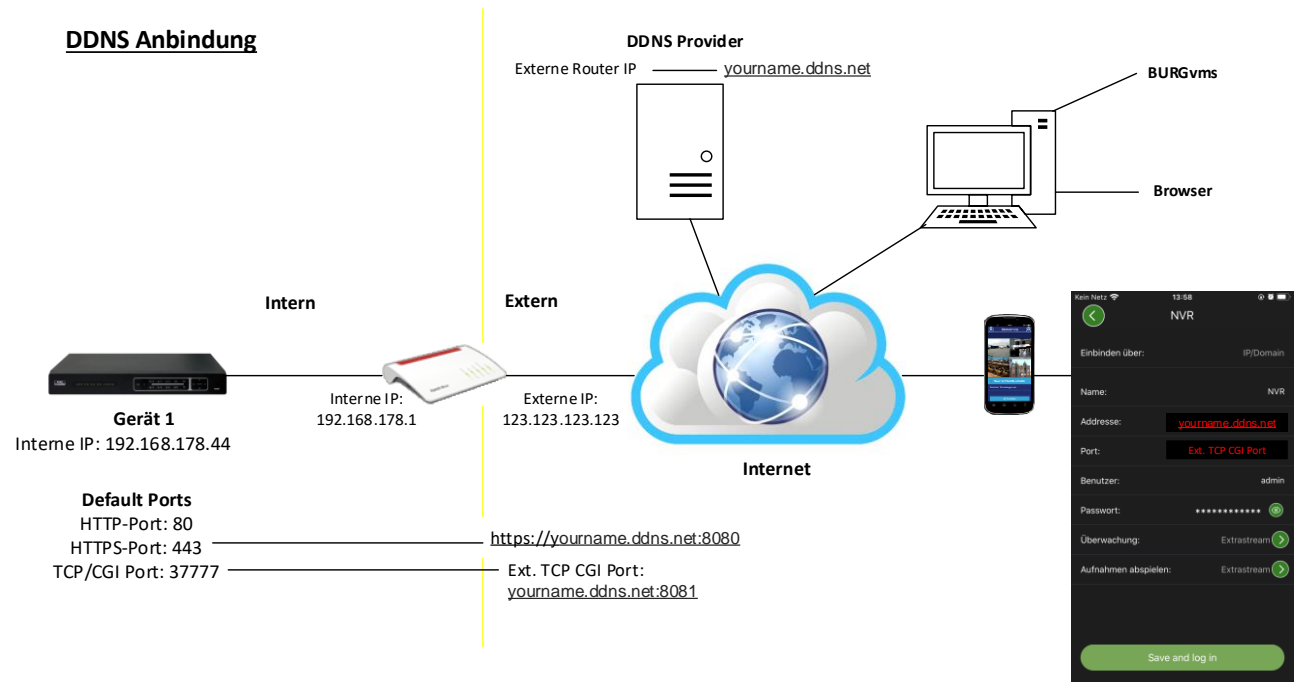 DDNS Anbindung
DDNS Provider
Externe Router IP
yourname.ddns.net
BURGvms
Browser
Intern
Extern
Gerät 1
Interne IP: 192.168.178.44
Interne IP:
192.168.178.1
Externe IP:
123.123.123.123
Internet
Default Ports
HTTP-Port: 80
HTTPS-Port: 443
TCP/CGI Port: 37777
https://yourname.ddns.net:8080
Ext. TCP CGI Port:
yourname.ddns.net:8081
Kein Netz
13:58
NVR
Einbinden über:
IP/Domain
Name:
NVR
Addresse:
yourname.ddns.net
Port:
Ext. TCP CGI Port
Benutzer:
admin
Passwort:
************
Überwachung:
Extrastream
Aufnahmen abspielen:
Extrastream
Save and log in